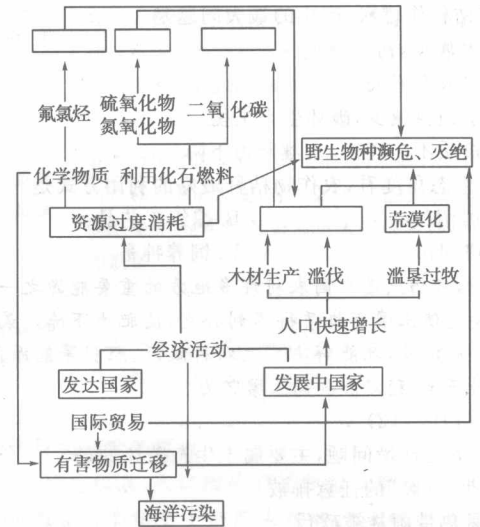 氟氯烃
硫氧化物
氮氧化物
二氧化碳
野生物种濒危、灭绝
化学物质
利用化石燃料
资源过度消耗
荒漠化
木材生产
滥伐
滥垦过牧
人口快速增长
经济活动
发达国家
发展中国家
国际贸易
有害物质迁移
海洋污染